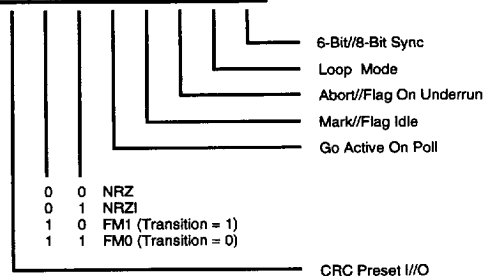 6-Bit//8-Bit Sync
Loop Mode
Abort//Flag On Underrun
Mark//Flag Idle
Go Active On Poll
0 0 NRZ
0 1 NRZI
1 0 FM1 (Transition = 1)
1 1 FM0 (Transition = 0)
CRC Preset I//O